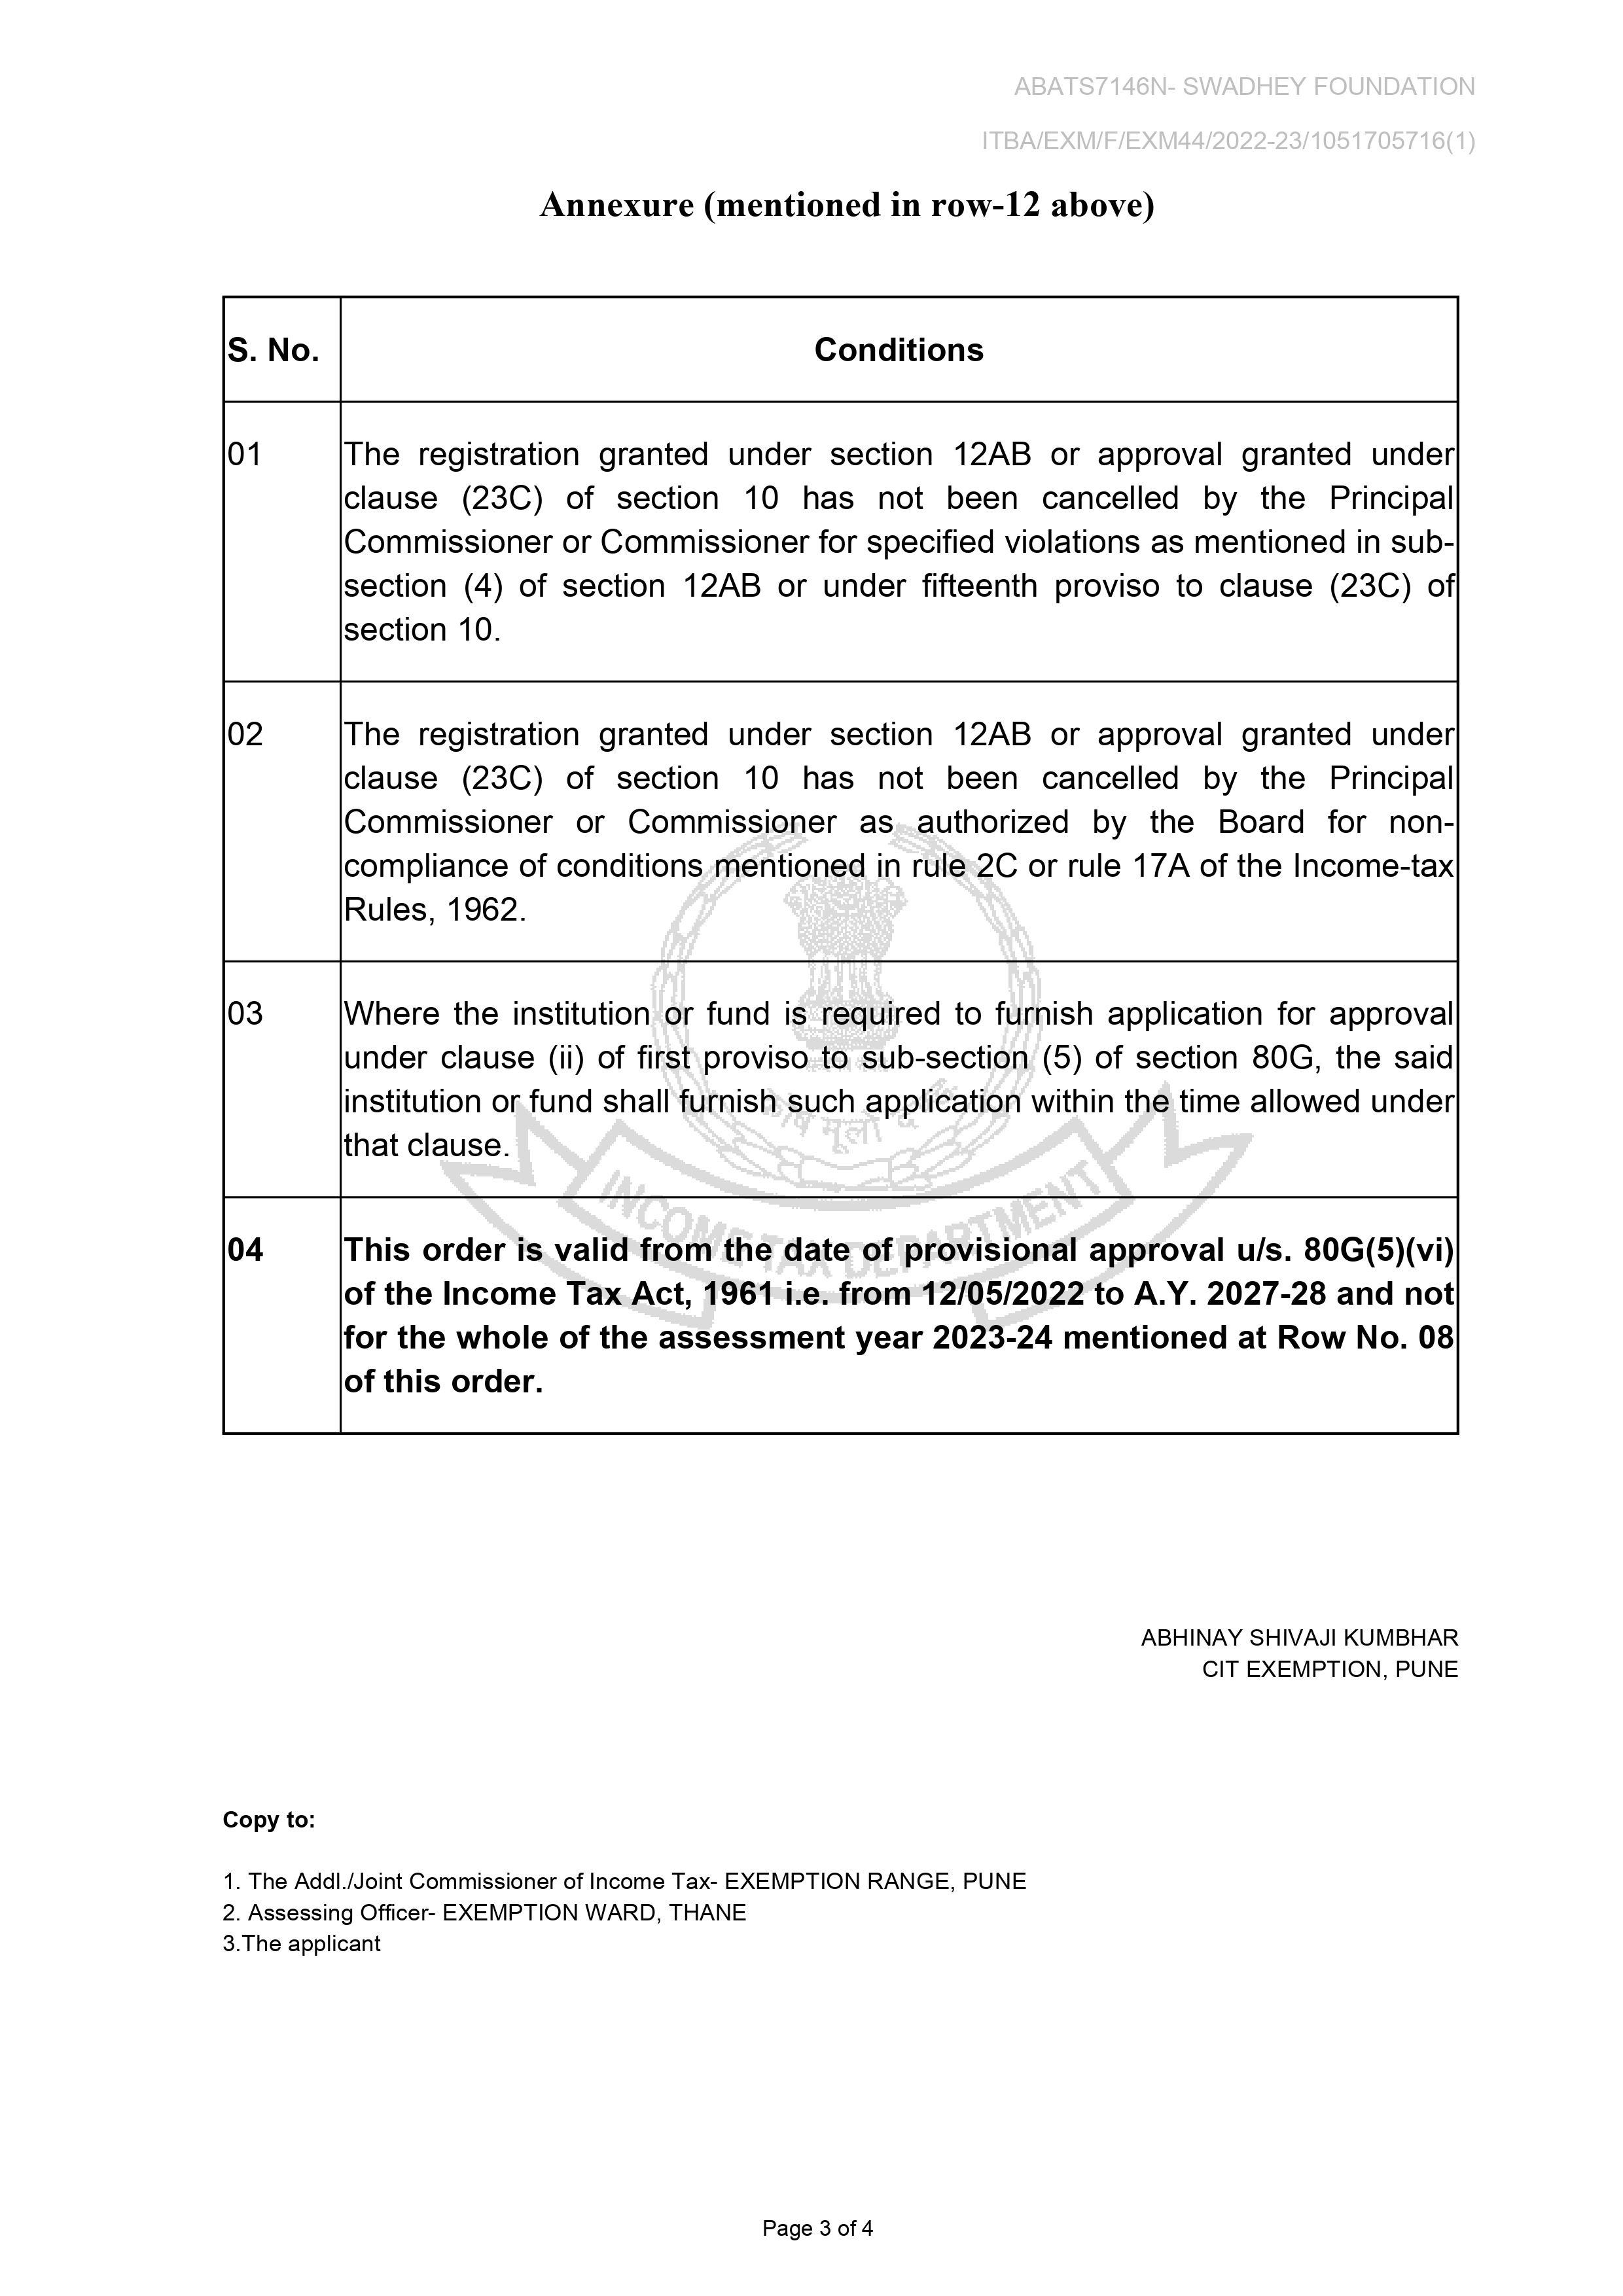 ABATS7146N- SWADHEY FOUNDATION
ITBA/EXM/F/EXM44/2022-23/1051705716(1)
Annexure (mentioned in row-12 above)
S. No.
Conditions
01
The registration granted under section 12AB or approval granted under
clause (23C) of section 10 has not been cancelled by the Principal
Commissioner or Commissioner for specified violations as mentioned in sub-
section (4) of section 12AB or under fifteenth proviso to clause (23C) of
section 10.
02
The registration granted under section 12AB or approval granted under
clause (23C) of section 10 has not been cancelled by the Principal
Commissioner or Commissioner as authorized by the Board for non-
compliance of conditions mentioned in rule 2C or rule 17A of the Income-tax
Rules, 1962.
03
Where the institution or fund is required to furnish application for approval
under clause (ii) of first proviso to sub-section (5) of section 80G, the said
institution or fund shall furnish such application within the time allowed under
that clause.
04
This order is valid from the date of provisional approval u/s. 80G(5)(vi)
of the Income Tax Act, 1961 i.e. from 12/05/2022 to A.Y. 2027-28 and not
for the whole of the assessment year 2023-24 mentioned at Row No. 08
of this order.
INCOME TAX DEPARTMENT
ABHINAY SHIVAJI KUMBHAR
CIT EXEMPTION, PUNE
Copy to:
1. The Addl./Joint Commissioner of Income Tax- EXEMPTION RANGE, PUNE
2. Assessing Officer- EXEMPTION WARD, THANE
3.The applicant
Page 3 of 4